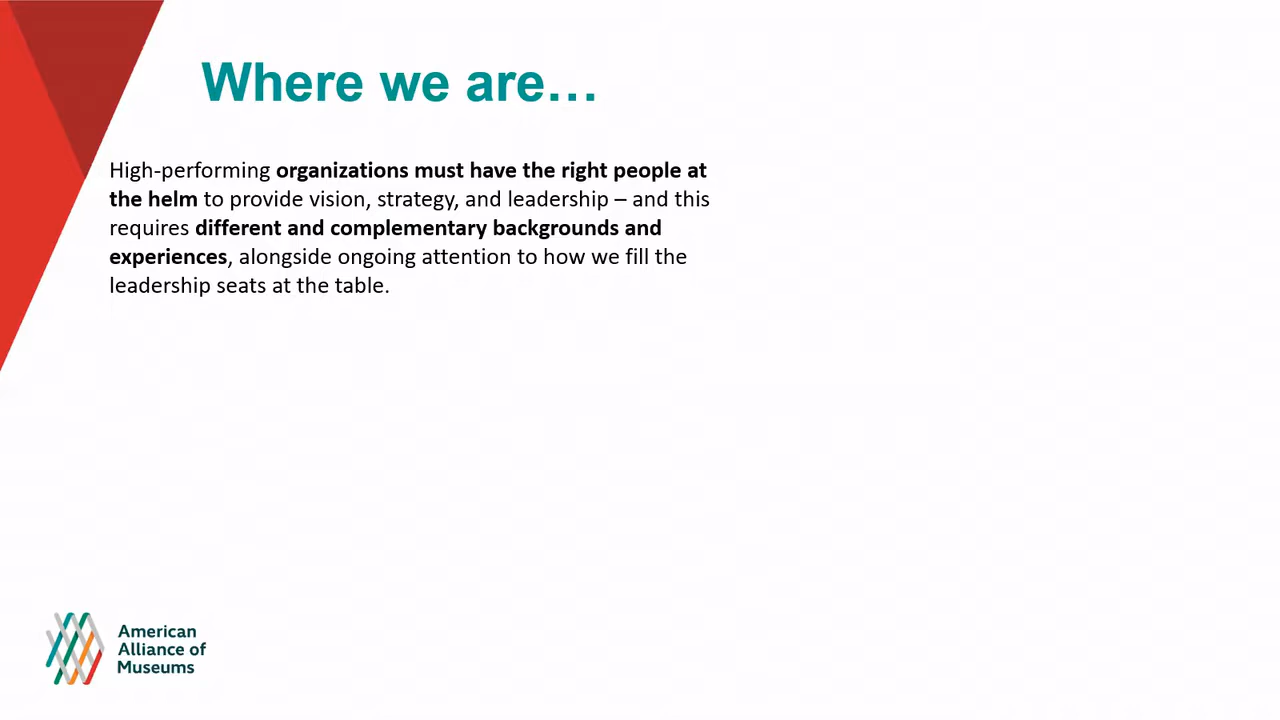 Where we are…
High-performing organizations must have the right people at
the helm to provide vision, strategy, and leadership – and this
requires different and complementary backgrounds and
experiences, alongside ongoing attention to how we fill the
leadership seats at the table.
American
Alliance of
Museums